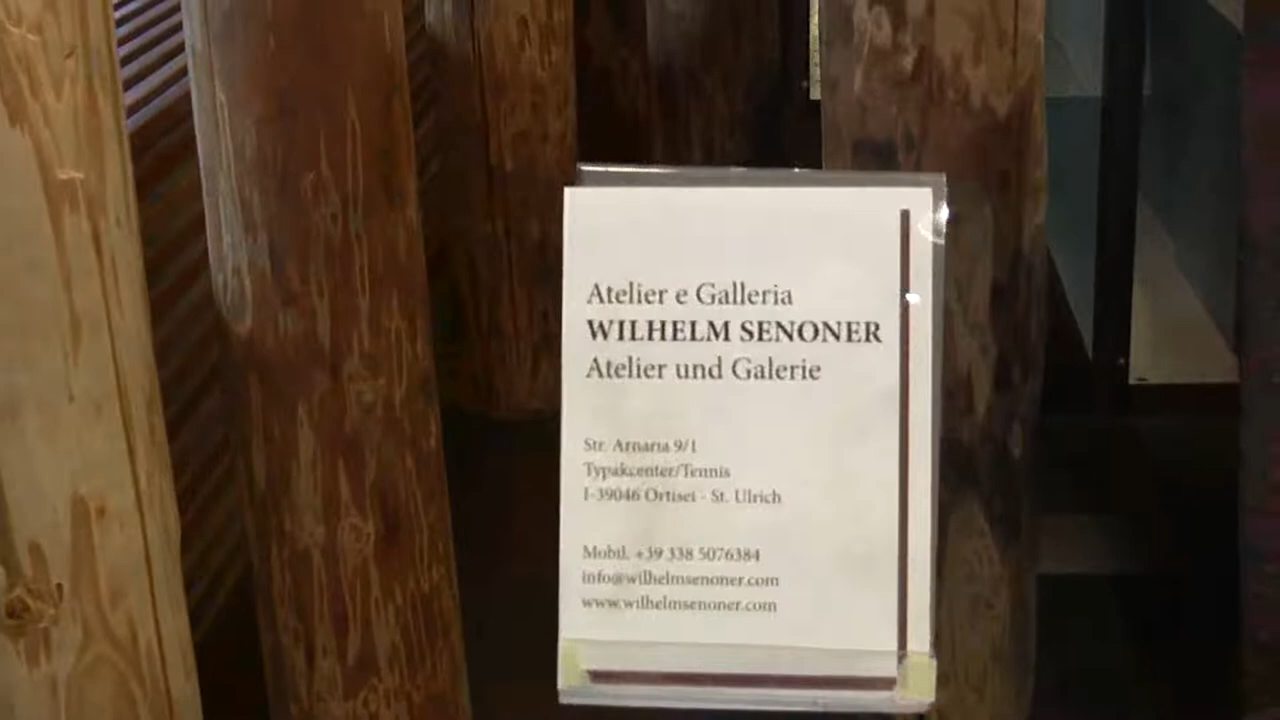 Atelier e Galleria
WILHELM SENONER
Atelier und Galerie
Str. Arnaria 9/1
Typakcenter/Tennis
I-39046 Ortisei - St. Ulrich
Mobil. +39 338 5076384
info@wilhelmsenoner.com
www.wilhelmsenoner.com